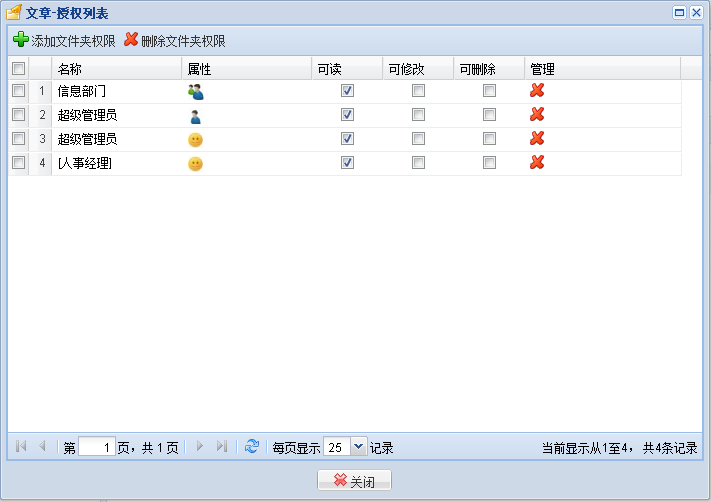 文章-授权列表
添加文件夹权限 删除文件夹权限
名称 属性 可读 可修改 可删除 管理
1 信息部门
2 超级管理员
3 超级管理员
4 [人事经理]
第 1 页，共 1 页 每页显示 25 记录 当前显示从1至4，共4条记录
关闭